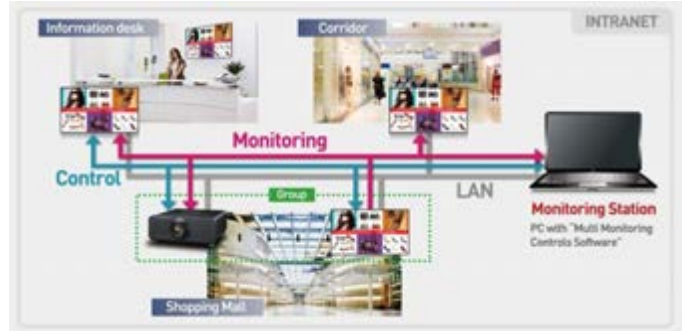 INTRANET
Information desk
Corridor
Monitoring
Control
LAN
Group
Monitoring Station
PC with "Multi Monitoring
Controls Software"
Shopping Mall